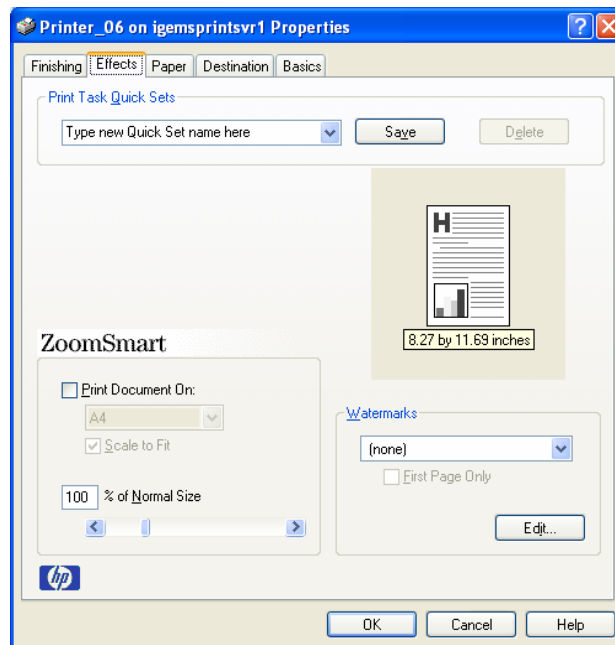 Printer_06 on igemsprintsvr1 Properties
Finishing Effects Paper Destination Basics
Print Task Quick Sets
Type new Quick Set name here Save Delete
H
8.27 by 11.69 inches
ZoomSmart
Print Document On:
A4
Scale to Fit
100 % of Normal Size
Watermarks
(none)
First Page Only
Edit...
hp
OK Cancel Help